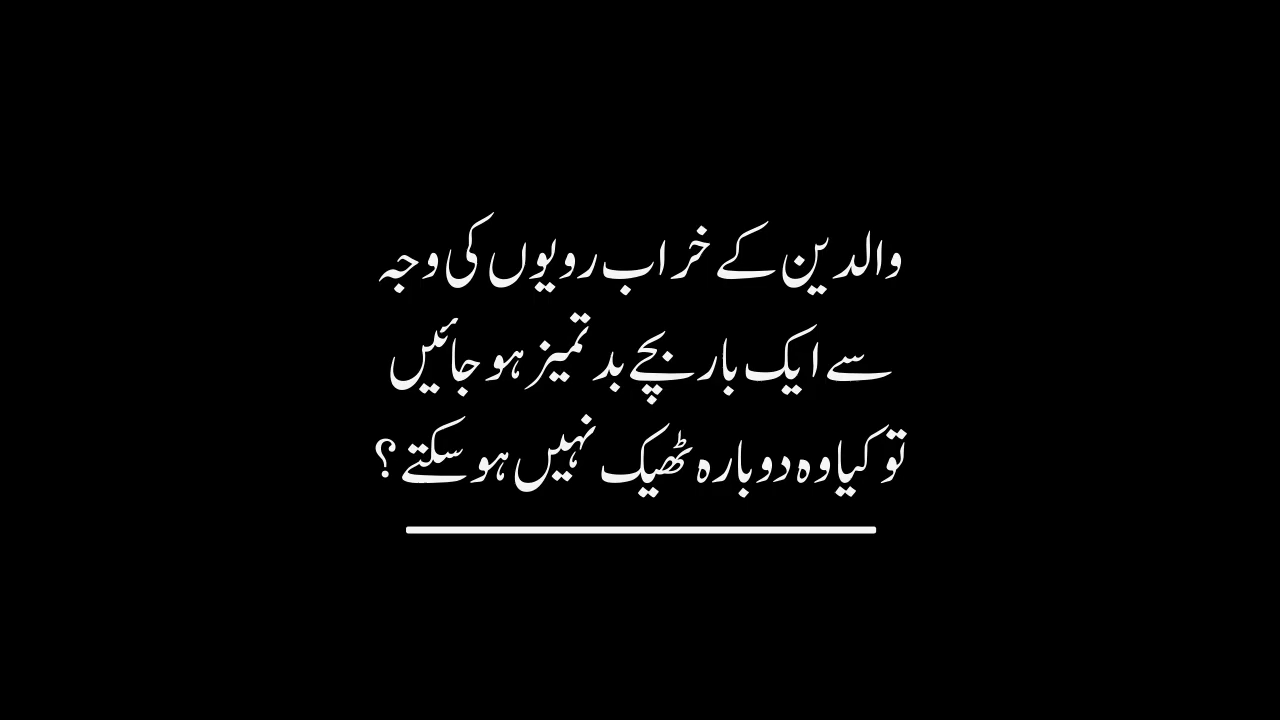 والدین کے خراب رویوں کی وجہ
سے ایک بار بچے بدتمیز ہو جائیں
تو کیا وہ دوبارہ ٹھیک نہیں ہو سکتے ؟